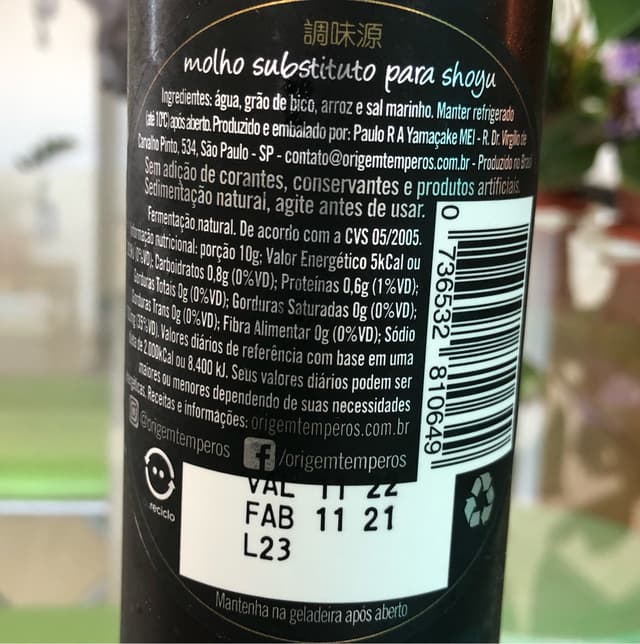 調味源
molho substituto para shoyu
Ingredientes: água, grão de bico, arroz e sal marinho. Manter refrigerado
(até 10°C) após aberto. Produzido e embalado por: Paulo R A Yamaçake MEI - R. Dr. Virgílio de
Carvalho Pinto, 534, São Paulo - SP - contato@origemtemperos.com.br - Produzido no Brasil
Sem adição de corantes, conservantes e produtos artificiais.
Sedimentação natural, agite antes de usar.
Fermentação natural. De acordo com a CVS 05/2005.
nutricional: porção 10g; Valor Energético 5kCal ou
Carboidratos 0,8g (0%VD); Proteínas 0,6g (1%VD);
Gorduras Totais 0g (0%VD); Gorduras Saturadas 0g (0%VD);
Trans 0g (0%VD); Fibra Alimentar 0g (0%VD); Sódio
Valores diários de referência com base em uma
de 2.000kCal ou 8.400 kJ. Seus valores diários podem ser
maiores ou menores dependendo de suas necessidades
Receitas e informações: origemtemperos.com.br
@origemtemperos
/origemtemperos
0 736532 810649
reciclo
VAL 11 22
FAB 11 21
L23
Mantenha na geladeira após aberto